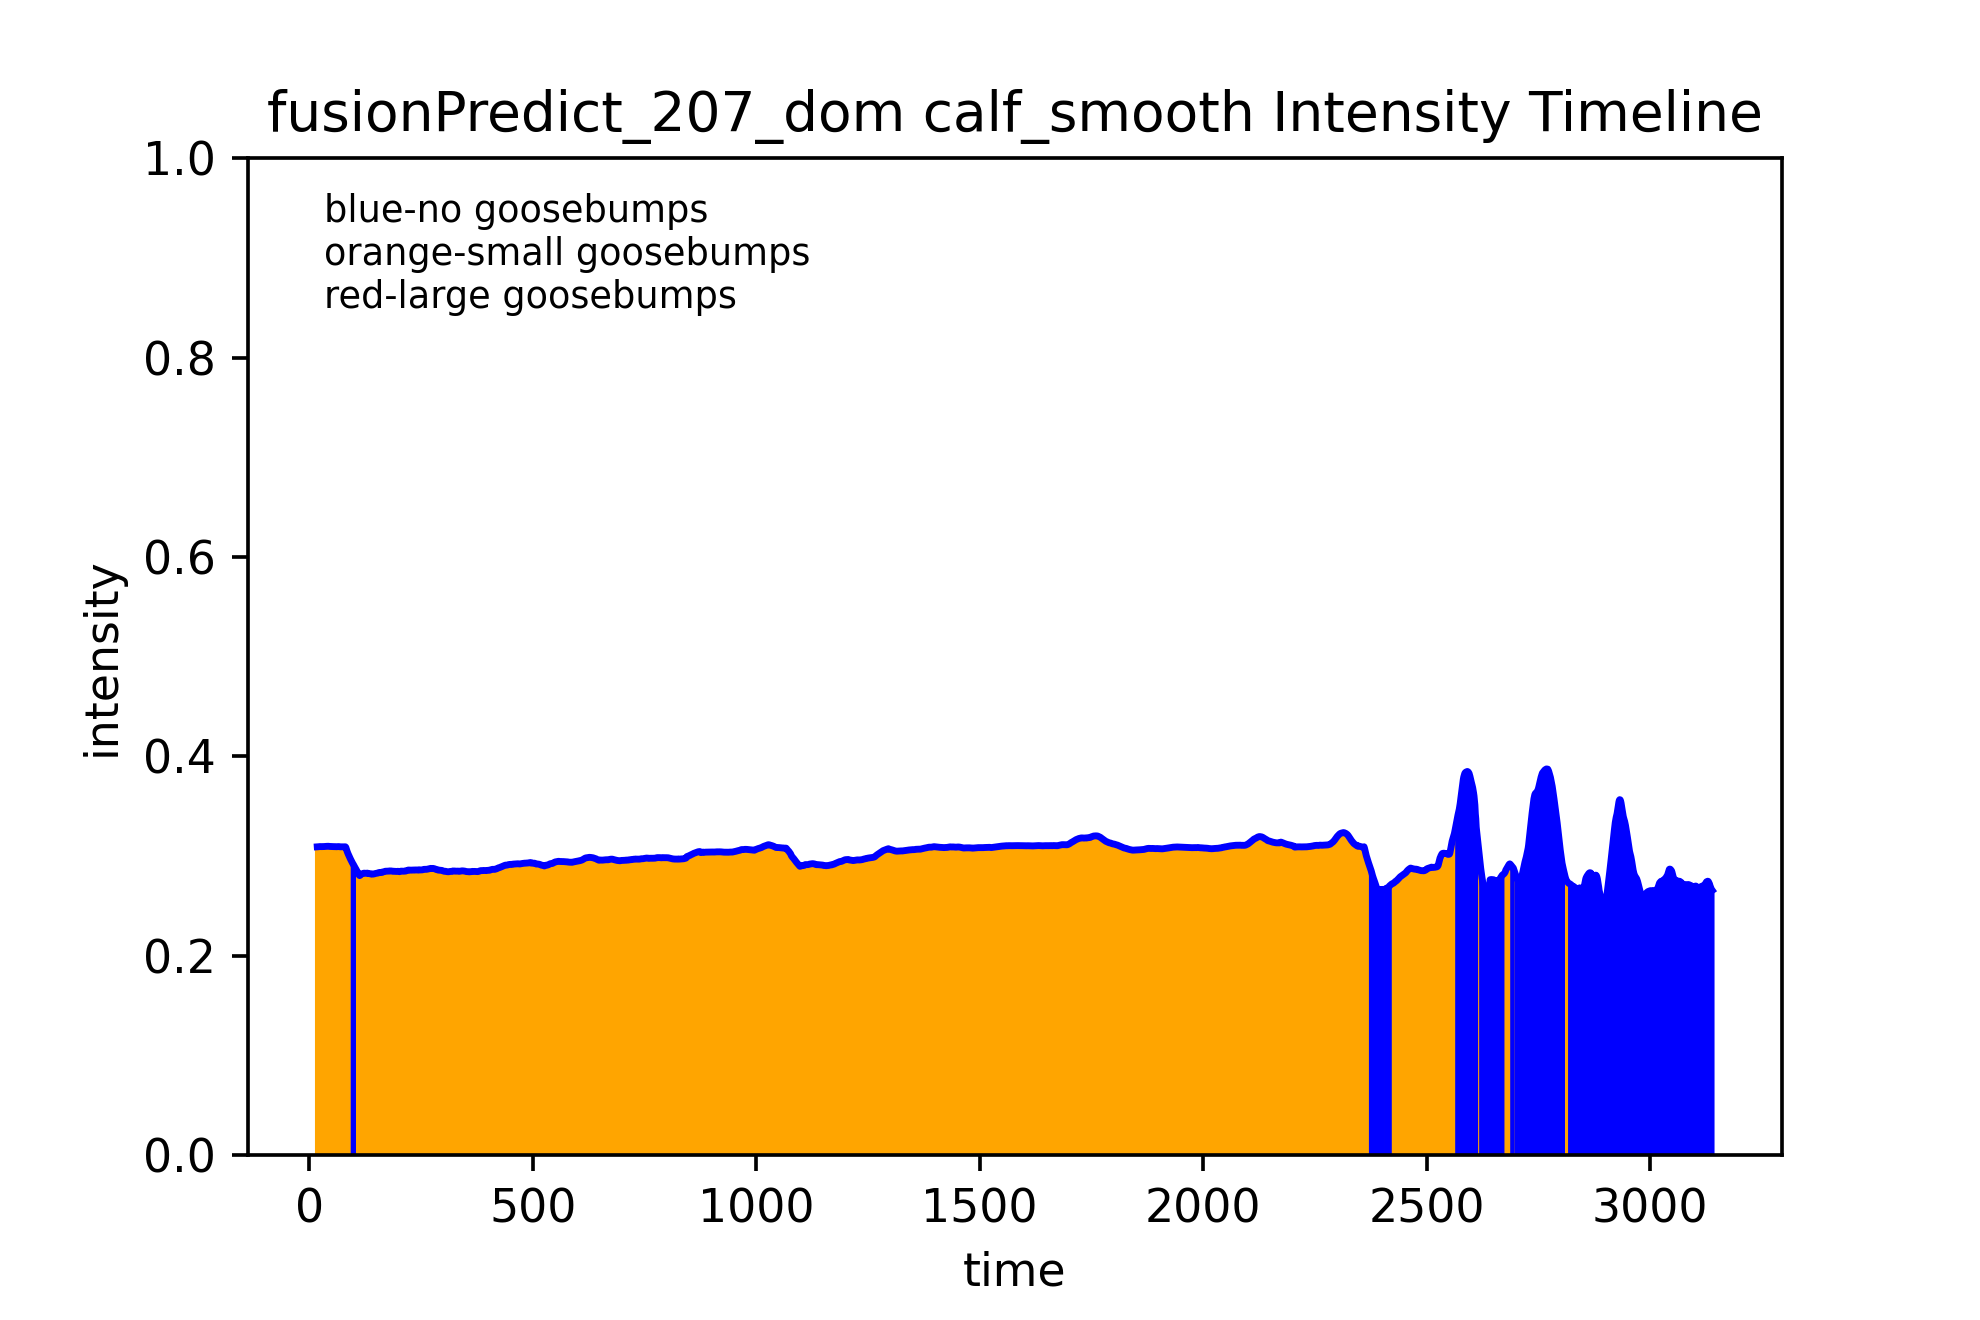 fusionPredict_207_dom calf_smooth Intensity Timeline
1.0
blue-no goosebumps
orange-small goosebumps
red-large goosebumps
0.8
0.6
intensity
0.4
0.2
0.0
0 500 1000 1500 2000 2500 3000
time